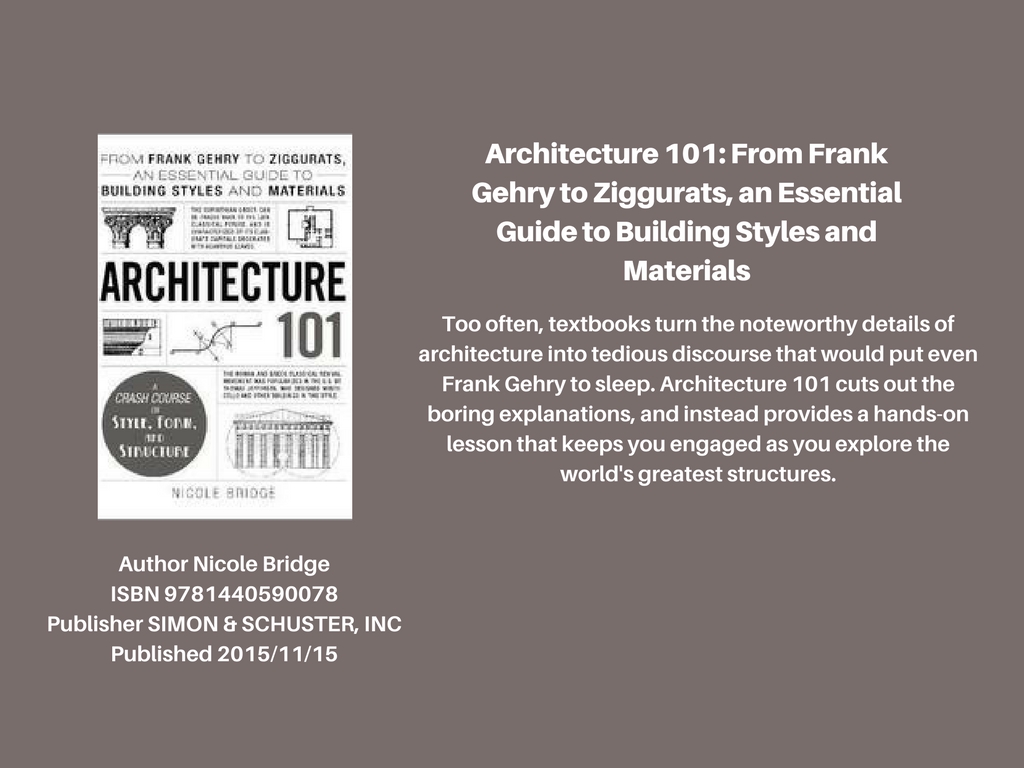 FROM FRANK GEHRY TO ZIGGURATS,
AN ESSENTIAL GUIDE TO
BUILDING STYLES AND MATERIALS
THE CORINTHIAN ORDER CAN
BE TRACED BACK TO THE LATE
CLASSICAL PERIOD, AND IS
CHARACTERIZED BY ITS ELAB-
ORATE CAPITALS DECORATED
WITH ACANTHUS LEAVES.
ARCHITECTURE
101
A
CRASH COURSE
IN
STYLE, FORM,
AND
STRUCTURE
THE ROMAN AND GREEK CLASSICAL REVIVAL
MOVEMENT WAS POPULARIZED IN THE U.S. BY
THOMAS JEFFERSON, WHO DESIGNED MONTI-
CELLO AND OTHER BUILDINGS IN THIS STYLE.
NICOLE BRIDGE
Author Nicole Bridge
ISBN 9781440590078
Publisher SIMON & SCHUSTER, INC
Published 2015/11/15
Architecture 101: From Frank
Gehry to Ziggurats, an Essential
Guide to Building Styles and
Materials
Too often, textbooks turn the noteworthy details of
architecture into tedious discourse that would put even
Frank Gehry to sleep. Architecture 101 cuts out the
boring explanations, and instead provides a hands-on
lesson that keeps you engaged as you explore the
world's greatest structures.